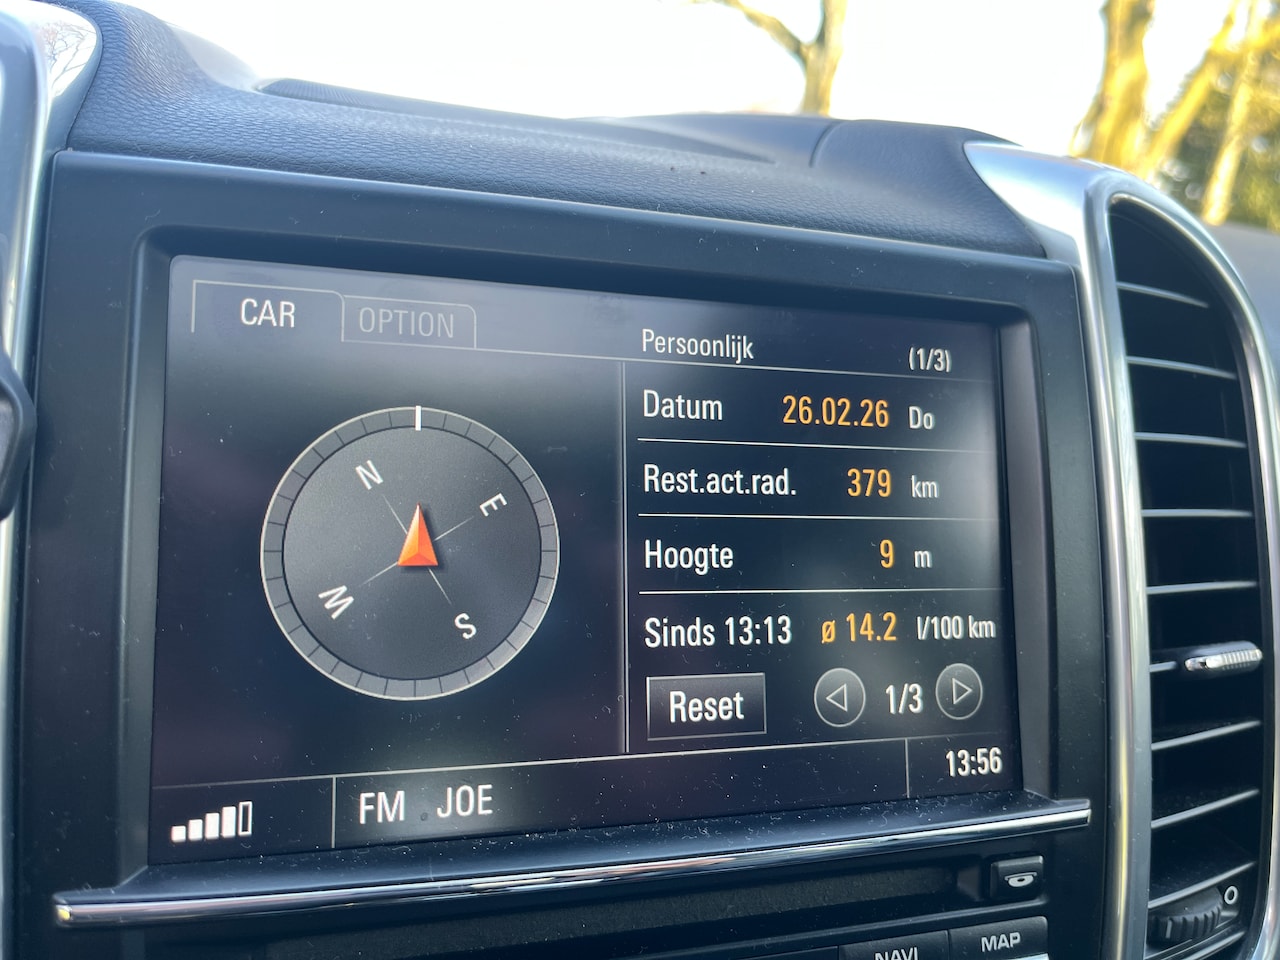 CAR OPTION
Persoonlijk (1/3)
Datum 26.02.26 Do
Rest.act.rad. 379 km
Hoogte 9 m
Sinds 13:13 ø 14.2 l/100 km
Reset 1/3
N
E
W
S
FM JOE 13:56
NAVI MAP